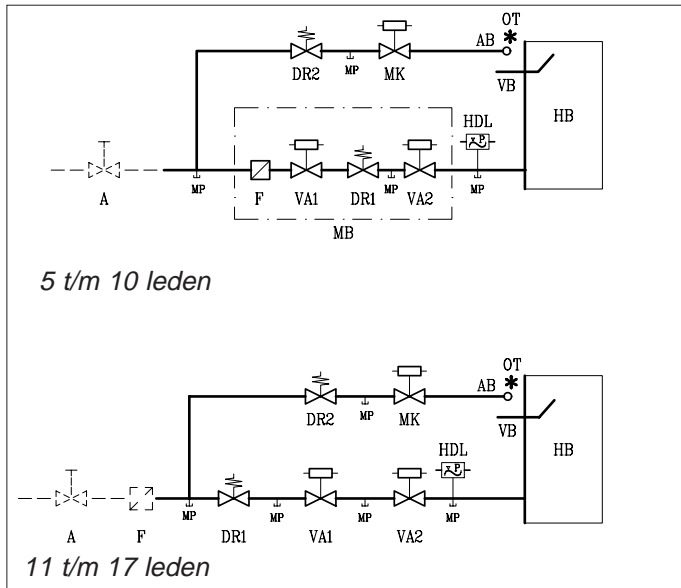 OT
AB
DR2 MP MK VB
HB
HDL
A MP F VA1 DR1 MP VA2 MP
MB
5 t/m 10 leden
OT
AB
DR2 MP MK VB
HB
HDL
MP MP MP MP
A F DR1 VA1 VA2
11 t/m 17 leden